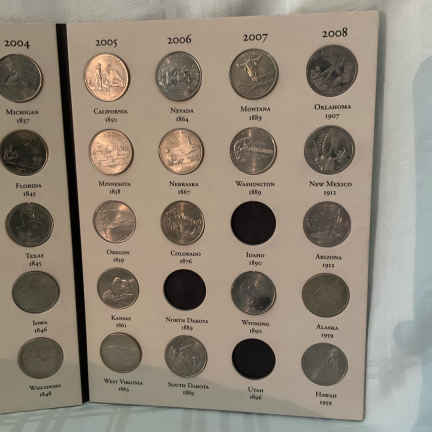 2004 2005 2006 2007 2008
Michigan
1837
California
1850
Nevada
1864
Montana
1889
Oklahoma
1907
Florida
1845
Minnesota
1858
Nebraska
1867
Washington
1889
New Mexico
1912
Texas
1845
Oregon
1859
Colorado
1876
Idaho
1890
Arizona
1912
Iowa
1846
Kansas
1861
North Dakota
1889
Wyoming
1890
Alaska
1959
Wisconsin
1848
West Virginia
1863
South Dakota
1889
Utah
1896
Hawaii
1959